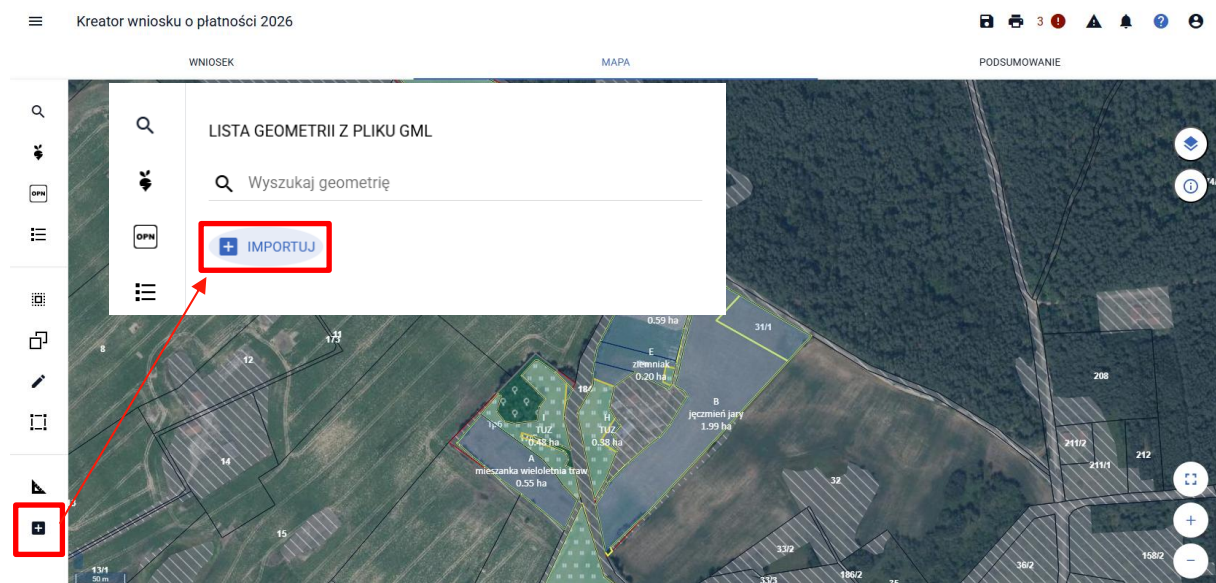 Kreator wniosku o płatności 2026
3
WNIOSEK
MAPA
PODSUMOWANIE
OPN
LISTA GEOMETRII Z PLIKU GML
Wyszukaj geometrię
OPN
IMPORTUJ
0.59 ha
31/1
E
ziemniak
0.20 ha
8
12
208
B
jęczmień jary
1.99 ha
H
TUZ
0.38 ha
TUZ
0.48 ha
A
mieszanka wieloletnia traw
0.55 ha
14
211/2
211/1
212
32
15
33/2
33/3
186/2
36/2
158/2
13/1
50 m